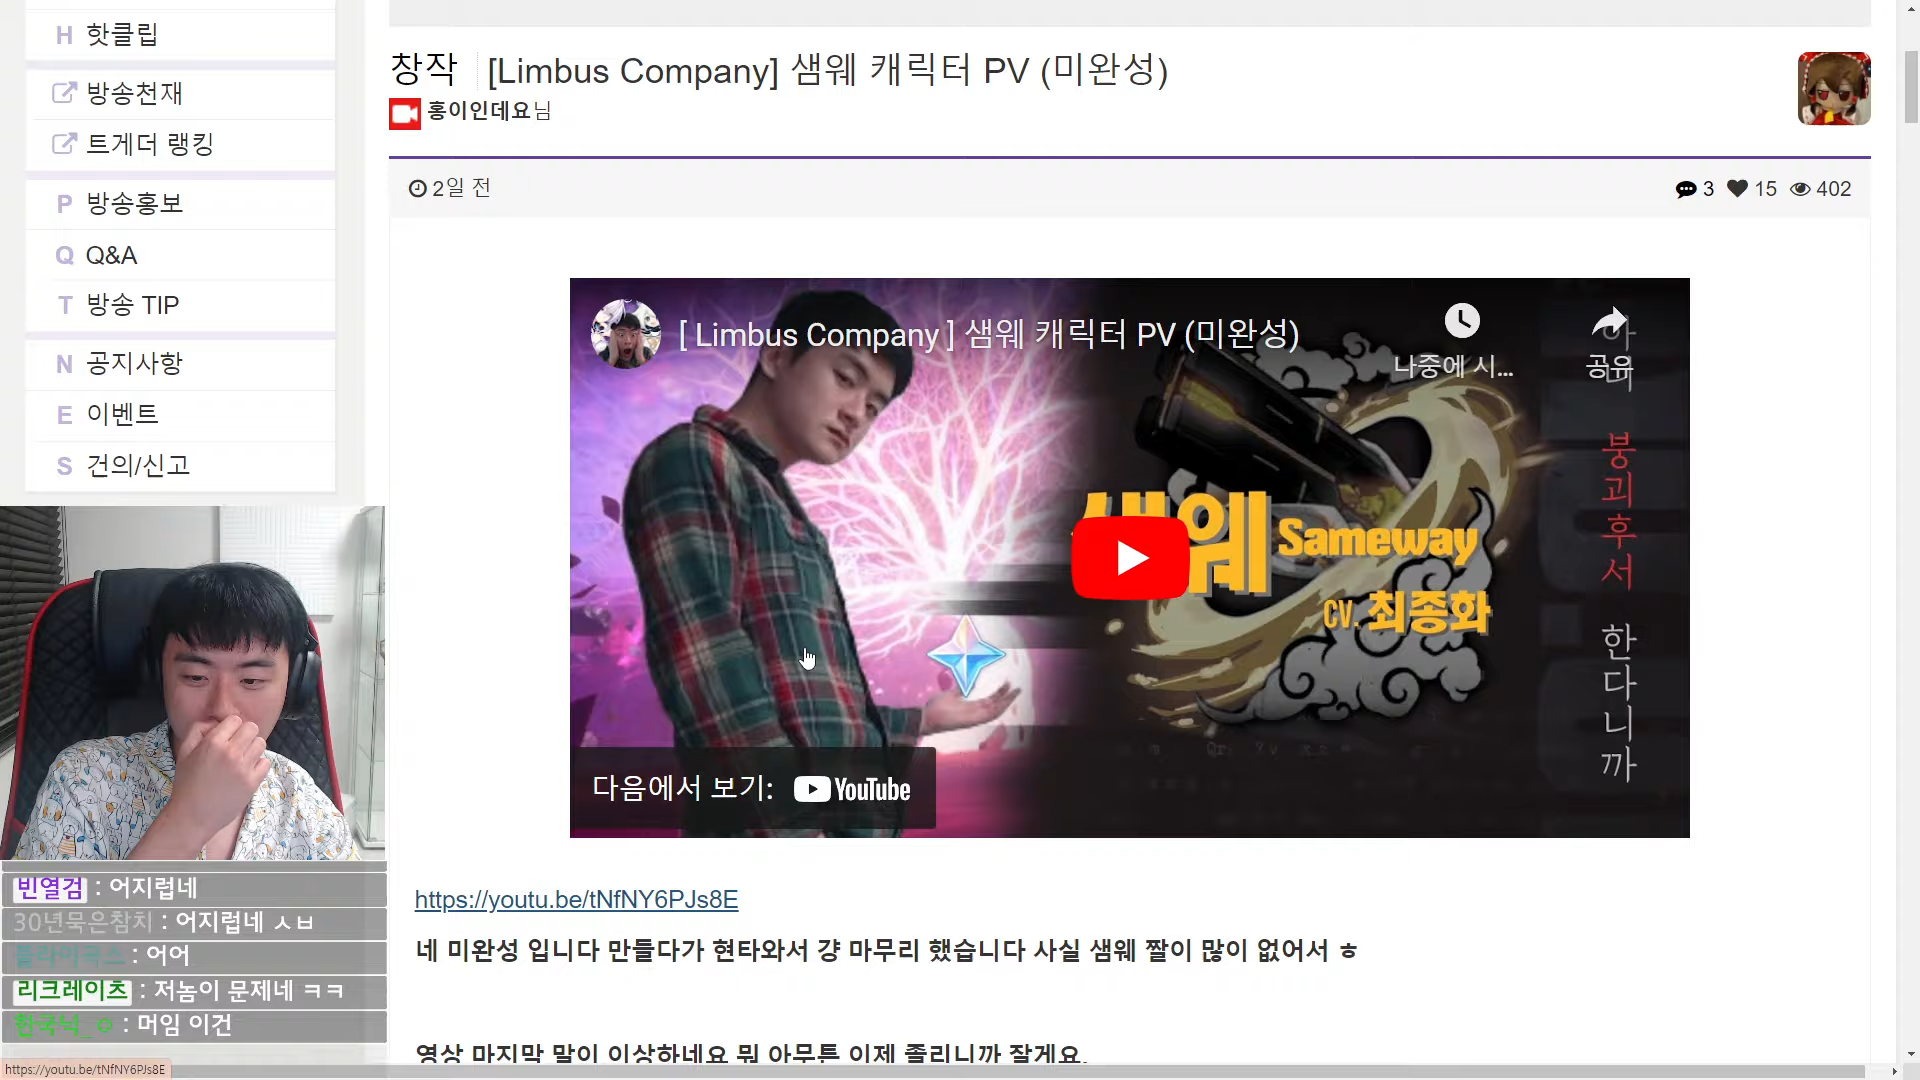 H 핫클립
방송천재
트게더 랭킹
P 방송홍보
Q Q&A
T 방송 TIP
N 공지사항
E 이벤트
S 건의/신고
창작 [Limbus Company] 샘웨 캐릭터 PV (미완성)
홍이인데요님
2일 전
3 15 402
[ Limbus Company ] 샘웨 캐릭터 PV (미완성)
나중에 시...
공유
아니 붕괴후서 한다니까
샘웨 Sameway
CV. 최종화
다음에서 보기: YouTube
https://youtu.be/tNfNY6PJs8E
네 미완성 입니다 만들다가 현타와서 걍 마무리 했습니다 사실 샘웨 짤이 많이 없어서 ㅎ
영상 마지막 말이 이상하네요 뭐 아무튼 이제 졸리니까 잘게요.
빈열검 : 어지럽네
30년묵은참치 : 어지럽네 ㅅㅂ
: 어어
리크레이츠 : 저놈이 문제네 ㅋㅋ
한국닉_ㅇ : 머임 이건
https://youtu.be/tNfNY6PJs8E